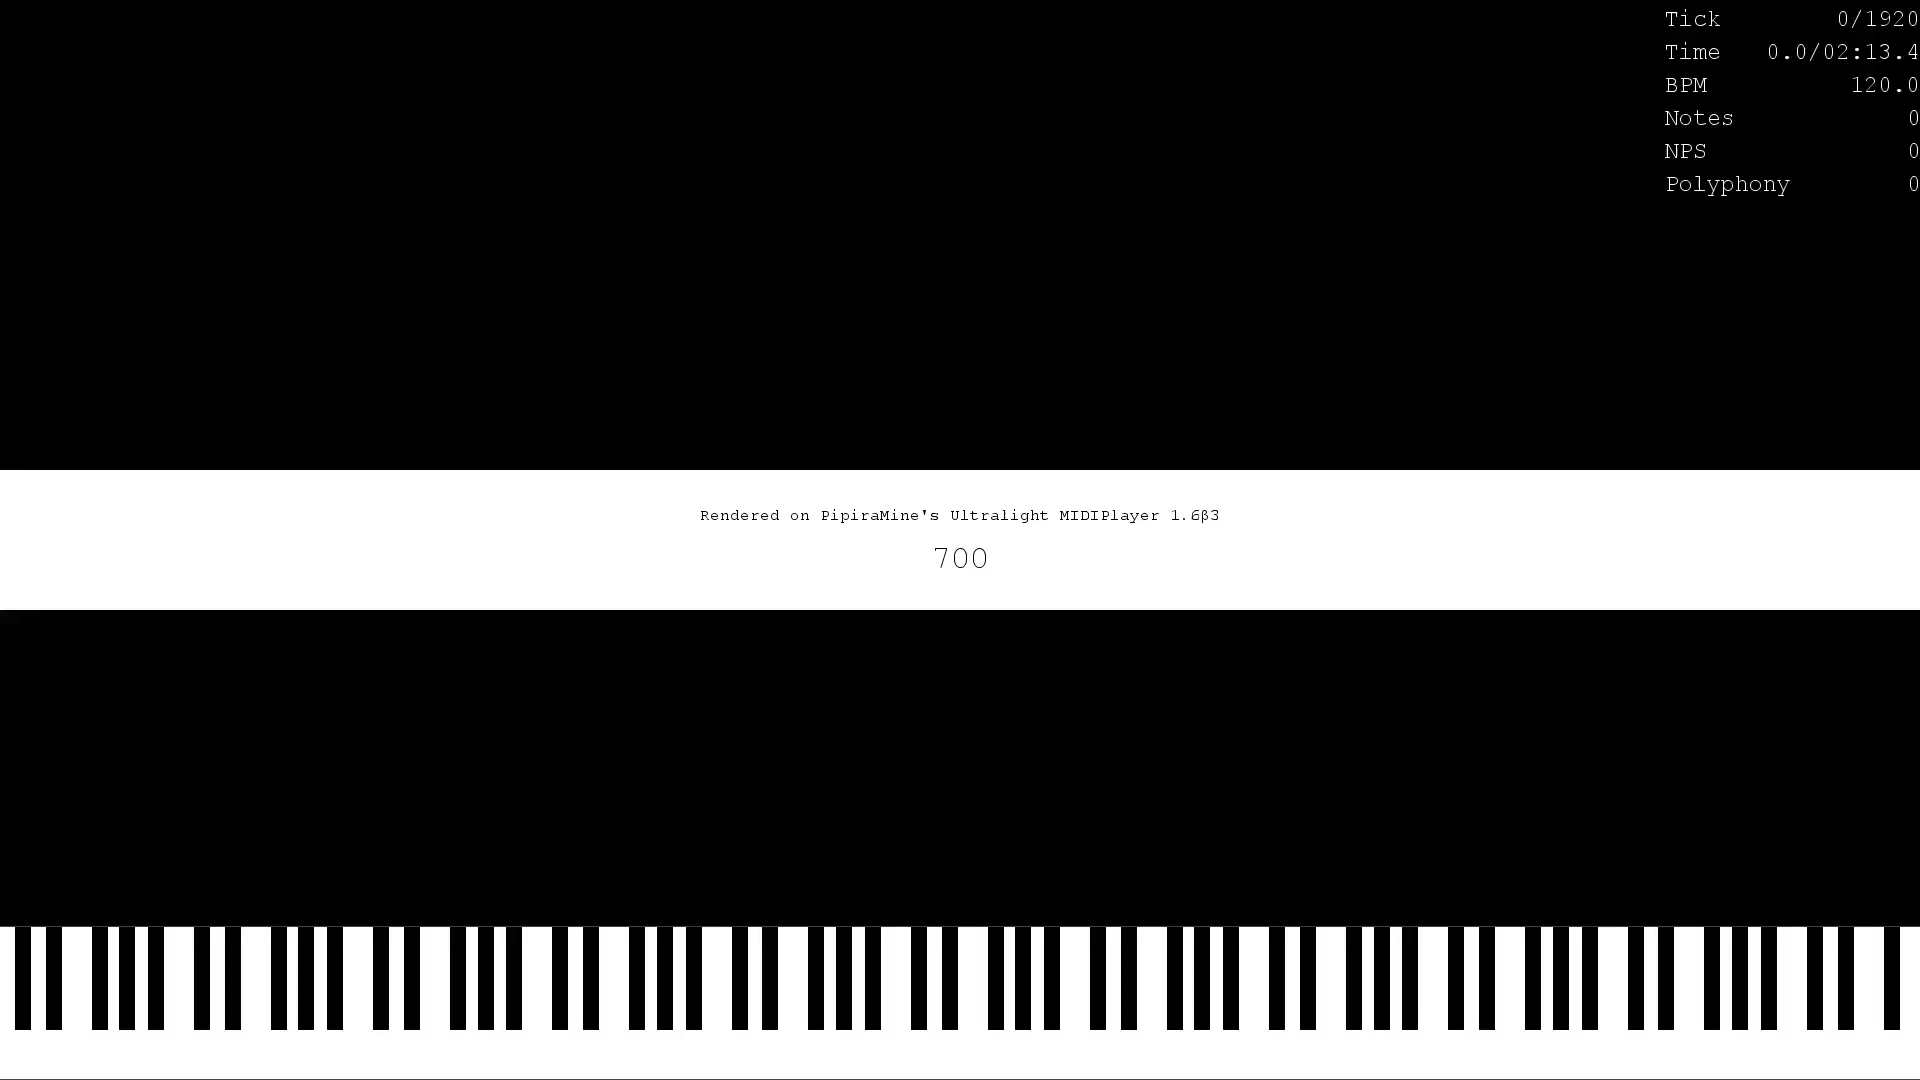 Tick 0/1920
Time 0.0/02:13.4
BPM 120.0
Notes 0
NPS 0
Polyphony 0
Rendered on PipiraMine's Ultralight MIDIPlayer 1.6β3
700